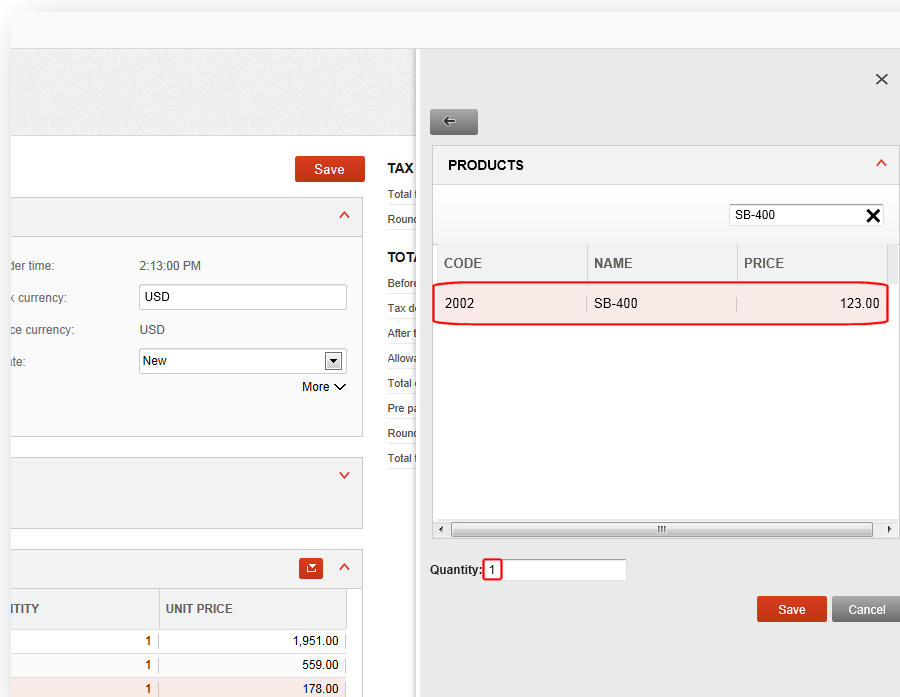 Save
der time:
2:13:00 PM
currency:
USD
ce currency:
USD
te:
New
More
TITY
UNIT PRICE
1
1,951.00
1
559.00
1
178.00
TAX
Total
Round
TOTA
Before
Tax de
After t
Allowa
Total
Pre pa
Round
Total
PRODUCTS
SB-400
CODE
NAME
PRICE
2002
SB-400
123.00
Quantity:
1
Save
Cancel